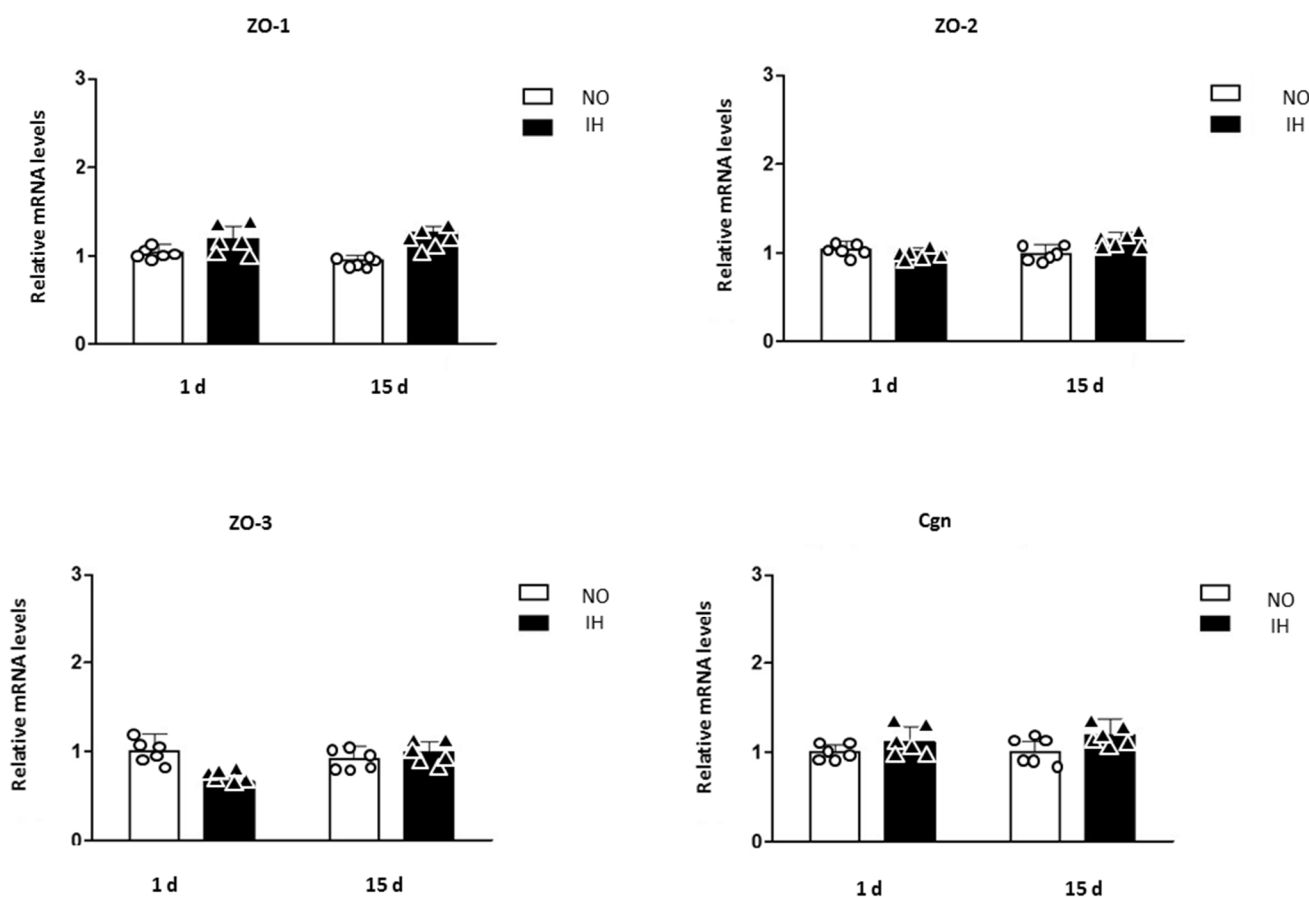 ZO-1
Relative mRNA levels
3
2
1
0
1 d
15 d
NO
IH
ZO-2
Relative mRNA levels
3
2
1
0
1 d
15 d
NO
IH
ZO-3
Relative mRNA levels
3
2
1
0
1 d
15 d
NO
IH
Cgn
Relative mRNA levels
3
2
1
0
1 d
15 d
NO
IH